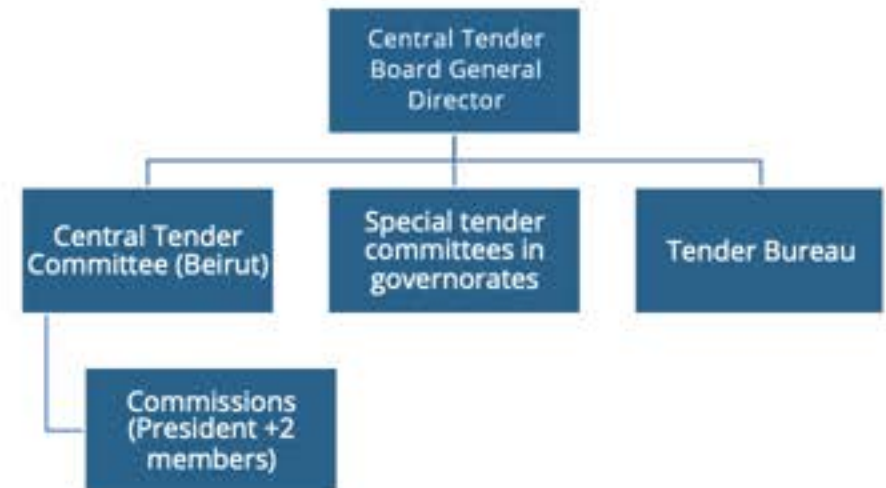 Central Tender
Board General
Director
Central Tender
Committee (Beirut)
Special tender
committees in
governorates
Tender Bureau
Commissions
(President +2
members)